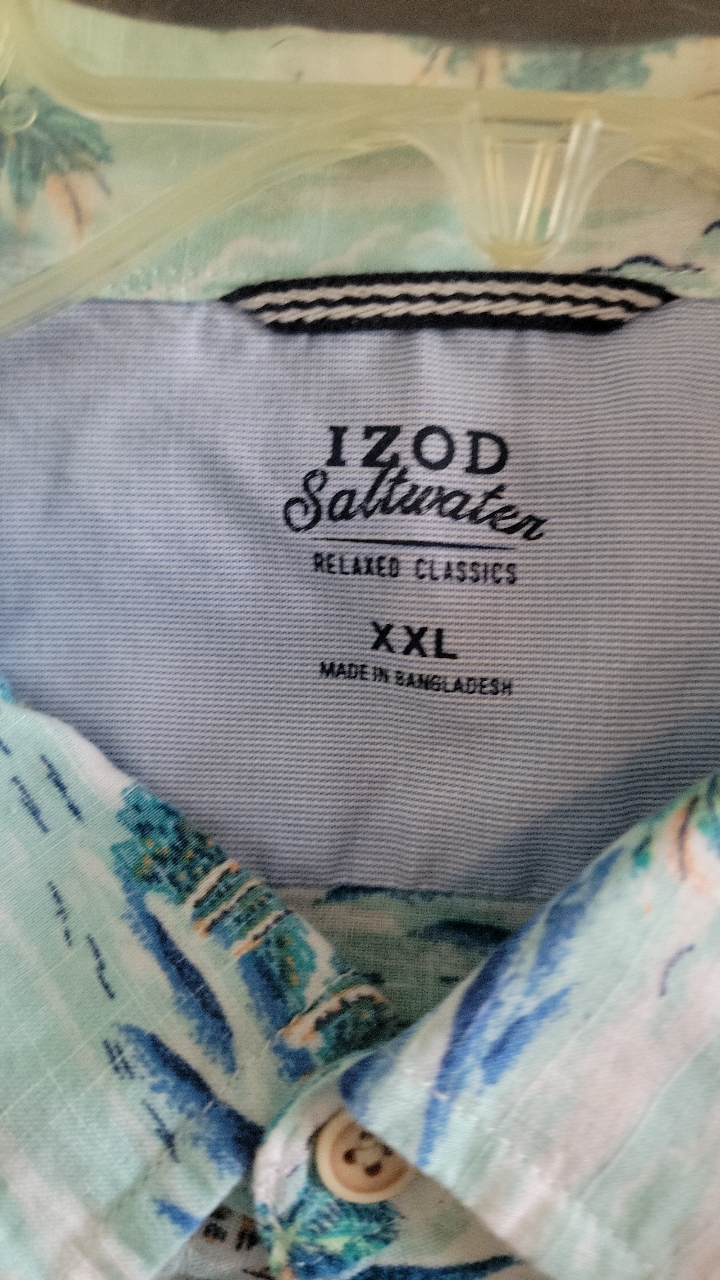 IZOD
Saltwater
RELAXED CLASSICS
XXL
MADE IN BANGLADESH